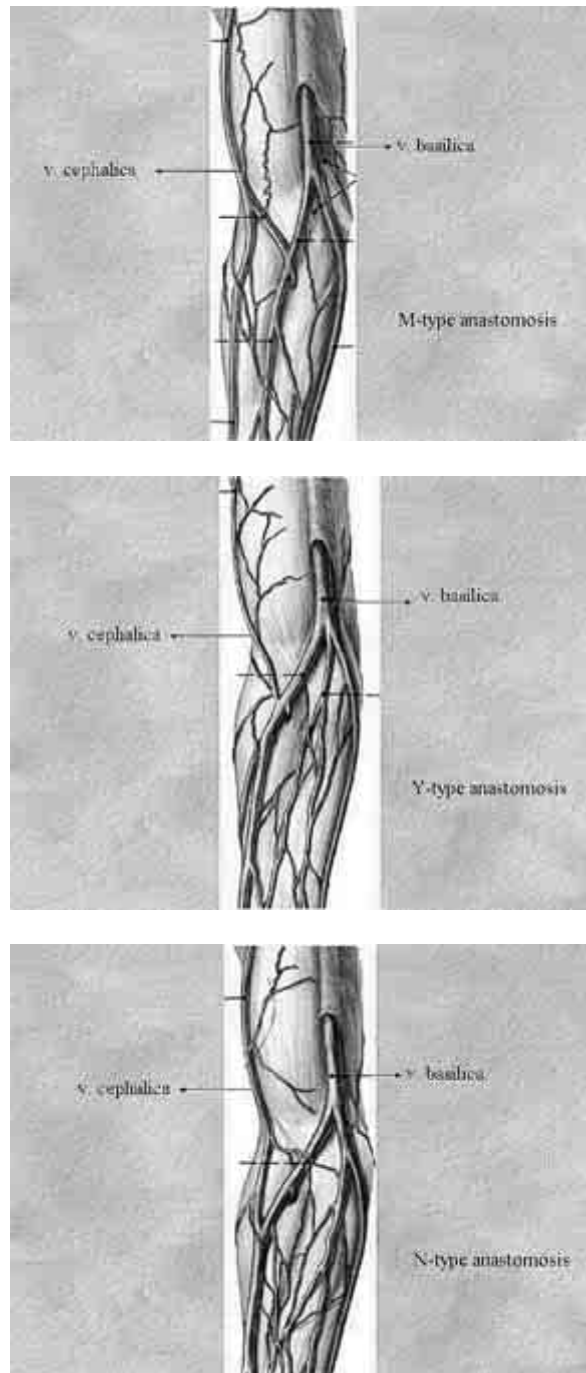 v. basilica
v. cephalica
M-type anastomosis
v. basilica
v. cephalica
Y-type anastomosis
v. basilica
v. cephalica
N-type anastomosis